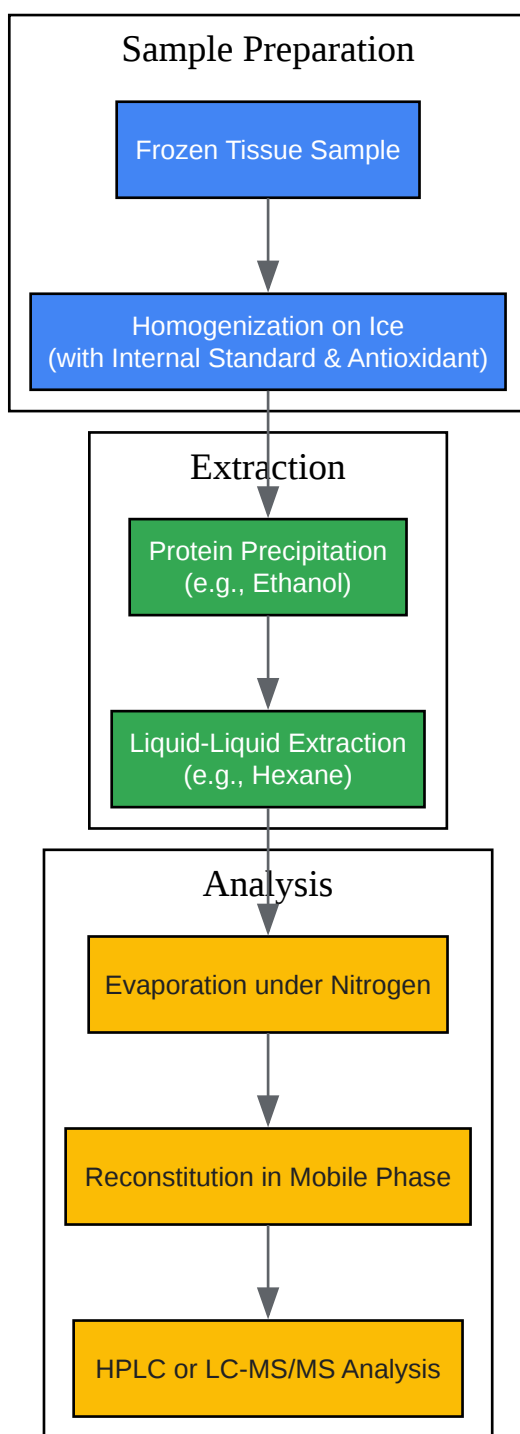 Sample Preparation
Frozen Tissue Sample
Homogenization on Ice
(with Internal Standard & Antioxidant)
Extraction
Protein Precipitation
(e.g., Ethanol)
Liquid-Liquid Extraction
(e.g., Hexane)
Analysis
Evaporation under Nitrogen
Reconstitution in Mobile Phase
HPLC or LC-MS/MS Analysis